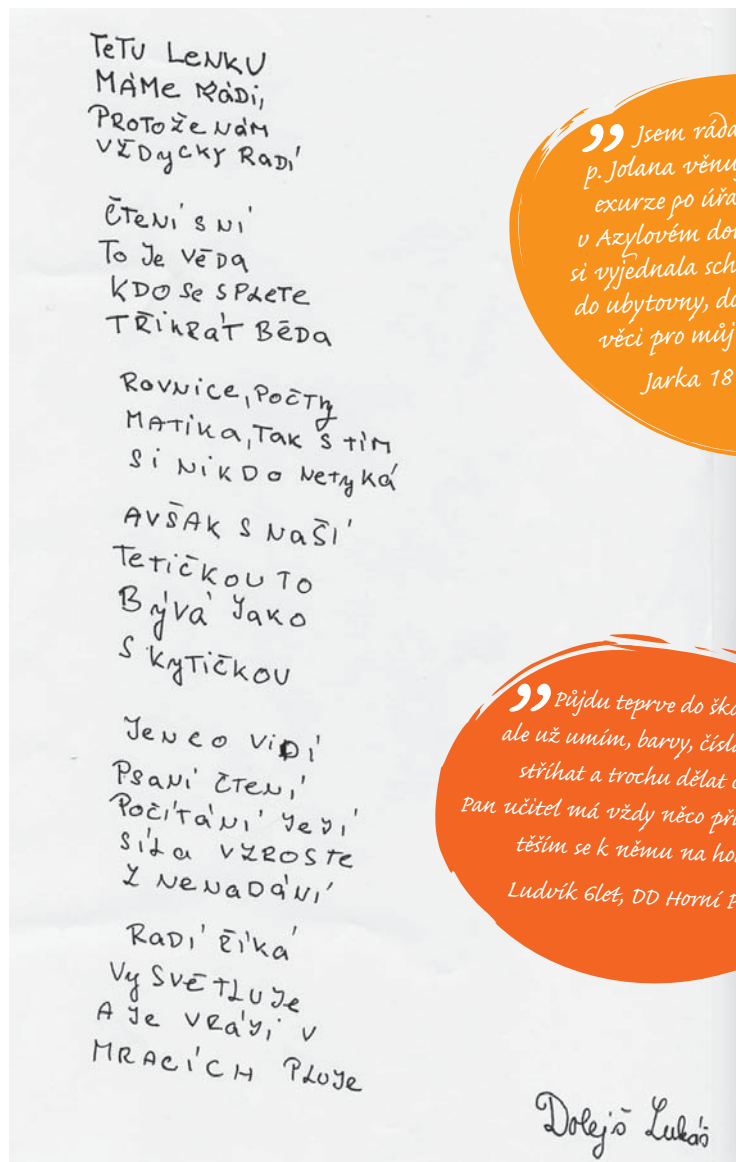 TeTU LeNKU
MÁMe RÁDi,
PROTOŽe NÁM
VŽDyCKy RaDí
ČTeNí S Ní
To Je VĚDa
KDO Se SPLeTe
TŘiKRÁT BĚDa
RoVNice, PočTy
MATiKa, Tak S tím
Si NiKDo NeTyKá
AVŠAK S NaŠí
TeTičKOU TO
BýVá JaKO
S KyTičKOU
JeN co ViDí
PSaNí čTeNí
Počítání JeJí
Síla VZROSTe
Z NeNaDÁNí
RaDí Říká
VySVĚTLUJe
A Je VRáJi V
MRACíCH PLUJe
Dolejš Lukáš
„ Jsem ráda
p. Jolana věnu
exurze po úřa
v Azylovém do
si vyjednala sch
do ubytovny, do
věci pro můj
Jarka 18
„ Půjdu teprve do ško
ale už umím, barvy, čísla
stříhat a trochu dělat
Pan učitel má vždy něco při
těším se k němu na ho
Ludvík 6let, DD Horní P